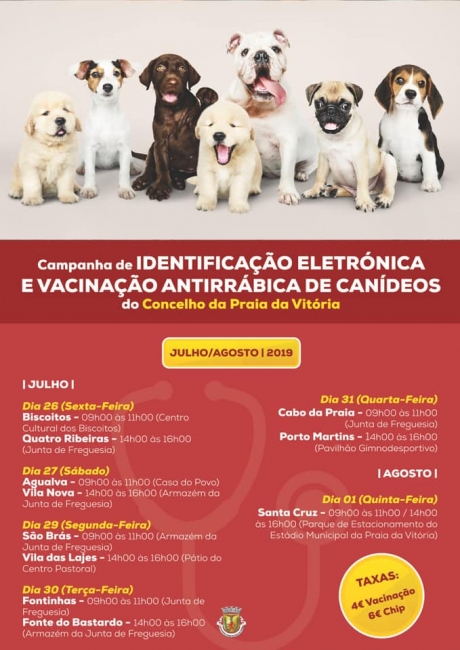 Campanha de IDENTIFICAÇÃO ELETRÓNICA
E VACINAÇÃO ANTIRRÁBICA DE CANÍDEOS
do Concelho da Praia da Vitória
JULHO/AGOSTO | 2019
| JULHO |
Dia 26 (Sexta-Feira)
Biscoitos - 09h00 às 11h00 (Centro
Cultural dos Biscoitos)
Quatro Ribeiras - 14h00 às 16h00
(Junta de Freguesia)
Dia 27 (Sábado)
Agualva - 09h00 às 11h00 (Casa do Povo)
Vila Nova - 14h00 às 16h00 (Armazém da
Junta de Freguesia)
Dia 29 (Segunda-Feira)
São Brás - 09h00 às 11h00 (Armazém da
Junta de Freguesia)
Vila das Lajes - 14h00 às 16h00 (Pátio do
Centro Pastoral)
Dia 30 (Terça-Feira)
Fontinhas - 09h00 às 11h00 (Junta de
Freguesia)
Fonte do Bastardo - 14h00 às 16h00
(Armazém da Junta de Freguesia)
Dia 31 (Quarta-Feira)
Cabo da Praia - 09h00 às 11h00
(Junta de Freguesia)
Porto Martins - 14h00 às 16h00
(Pavilhão Gimnodesportivo)
| AGOSTO |
Dia 01 (Quinta-Feira)
Santa Cruz - 09h00 às 11h00 / 14h00
às 16h00 (Parque de Estacionamento do
Estádio Municipal da Praia da Vitória)
TAXAS:
4€ Vacinação
6€ Chip